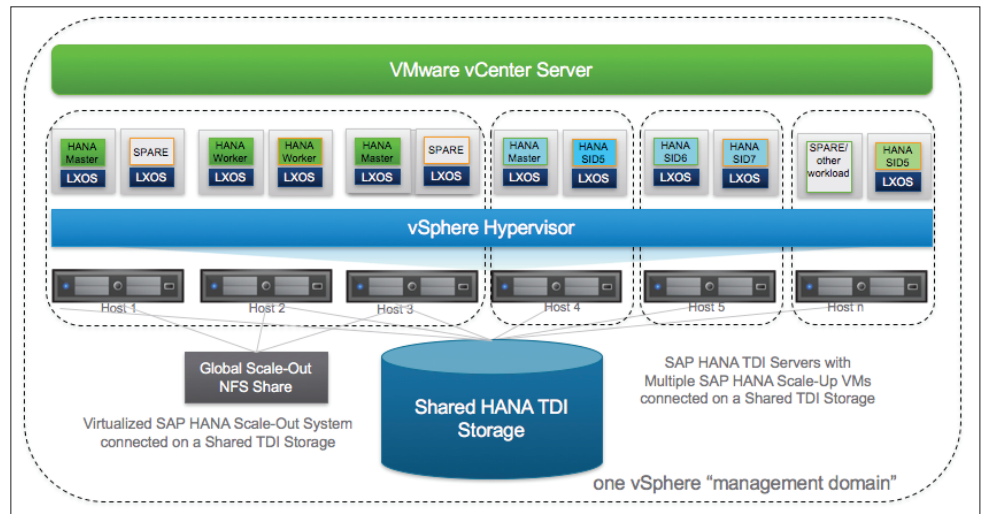 VMware vCenter Server
HANA
Master
LXOS
SPARE
LXOS
HANA
Worker
LXOS
HANA
Worker
LXOS
HANA
Master
LXOS
SPARE
LXOS
HANA
Master
LXOS
HANA
SID5
LXOS
HANA
SID6
LXOS
HANA
SID7
LXOS
SPARE/
other
workload
HANA
SID5
LXOS
vSphere Hypervisor
Host 1
Host 2
Host 3
Host 4
Host 5
Host n
Global Scale-Out
NFS Share
Virtualized SAP HANA Scale-Out System
connected on a Shared TDI Storage
Shared HANA TDI
Storage
SAP HANA TDI Servers with
Multiple SAP HANA Scale-Up VMs
connected on a Shared TDI Storage
one vSphere “management domain”